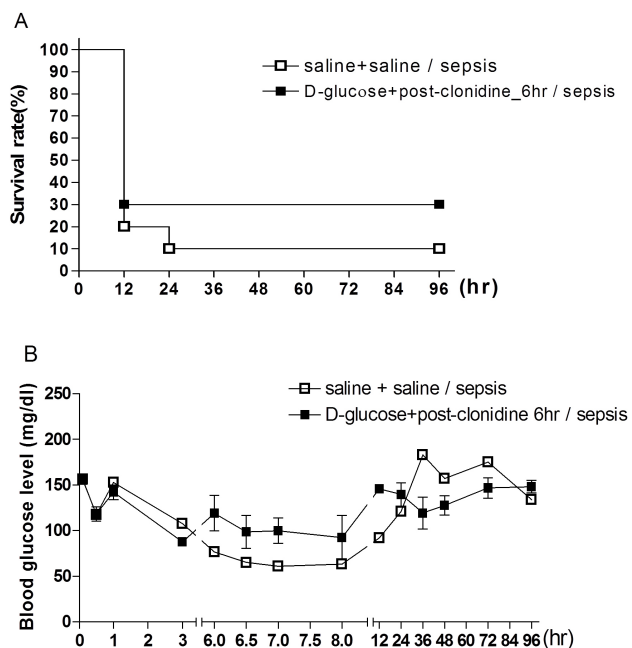 A
Survival rate(%)
100
90
80
70
60
50
40
30
20
10
0
saline+saline / sepsis
D-glucose+post-clonidine_6hr / sepsis
0 12 24 36 48 60 72 84 96 (hr)
B
Blood glucose level (mg/dl)
250
200
150
100
50
0
saline + saline / sepsis
D-glucose+post-clonidine 6hr / sepsis
0 1 2 3 6.0 6.5 7.0 7.5 8.0 12 24 36 48 60 72 84 96 (hr)